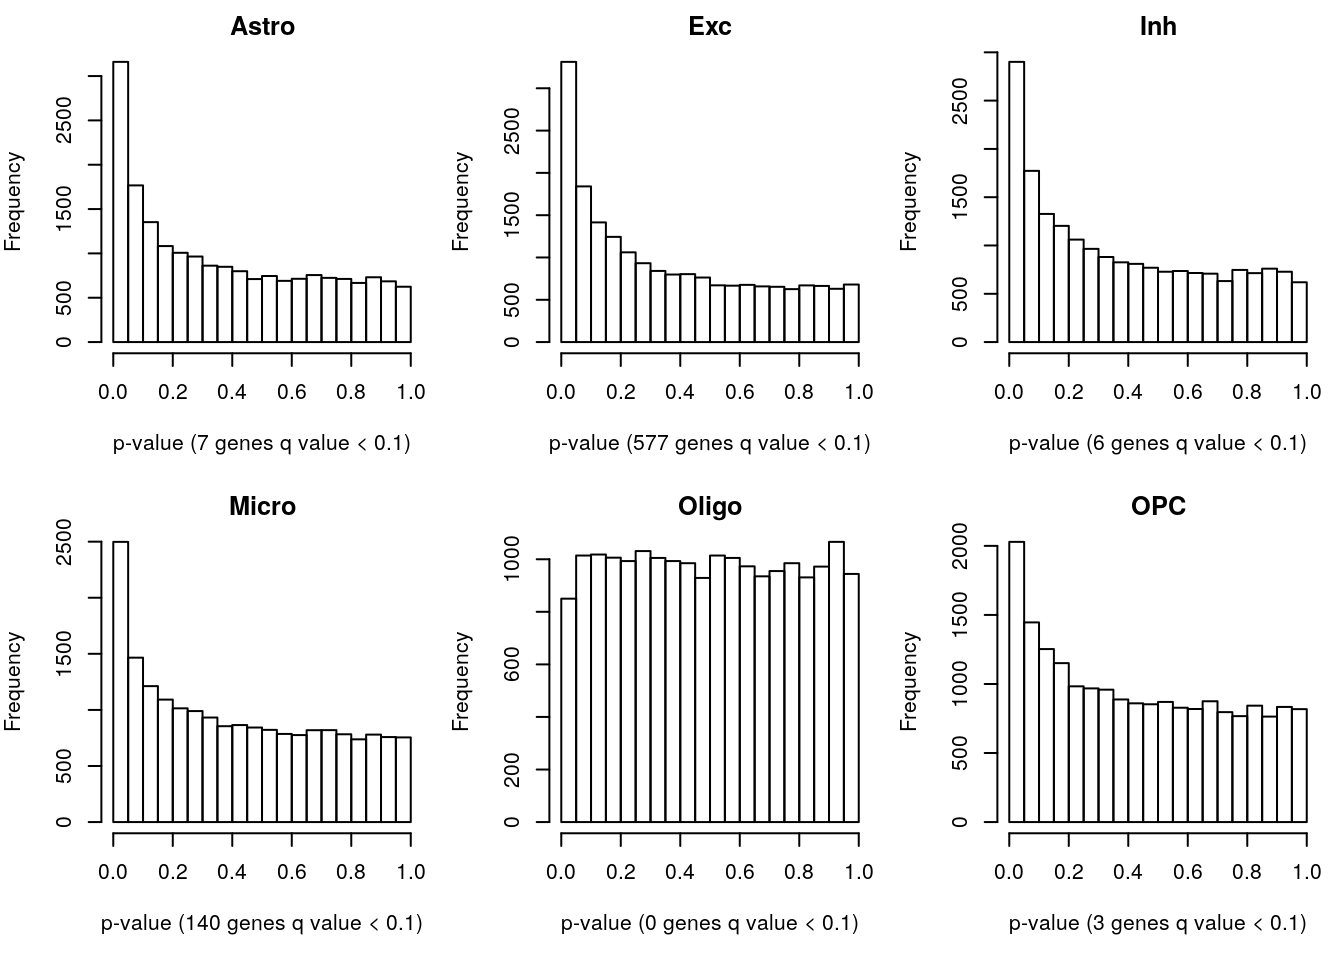 Astro
Frequency
0 500 1500 2500
0.0 0.2 0.4 0.6 0.8 1.0
p-value (7 genes q value < 0.1)
Exc
Frequency
0 500 1500 2500
0.0 0.2 0.4 0.6 0.8 1.0
p-value (577 genes q value < 0.1)
Inh
Frequency
0 500 1500 2500
0.0 0.2 0.4 0.6 0.8 1.0
p-value (6 genes q value < 0.1)
Micro
Frequency
0 500 1500 2500
0.0 0.2 0.4 0.6 0.8 1.0
p-value (140 genes q value < 0.1)
Oligo
Frequency
0 200 600 1000
0.0 0.2 0.4 0.6 0.8 1.0
p-value (0 genes q value < 0.1)
OPC
Frequency
0 500 1000 1500 2000
0.0 0.2 0.4 0.6 0.8 1.0
p-value (3 genes q value < 0.1)